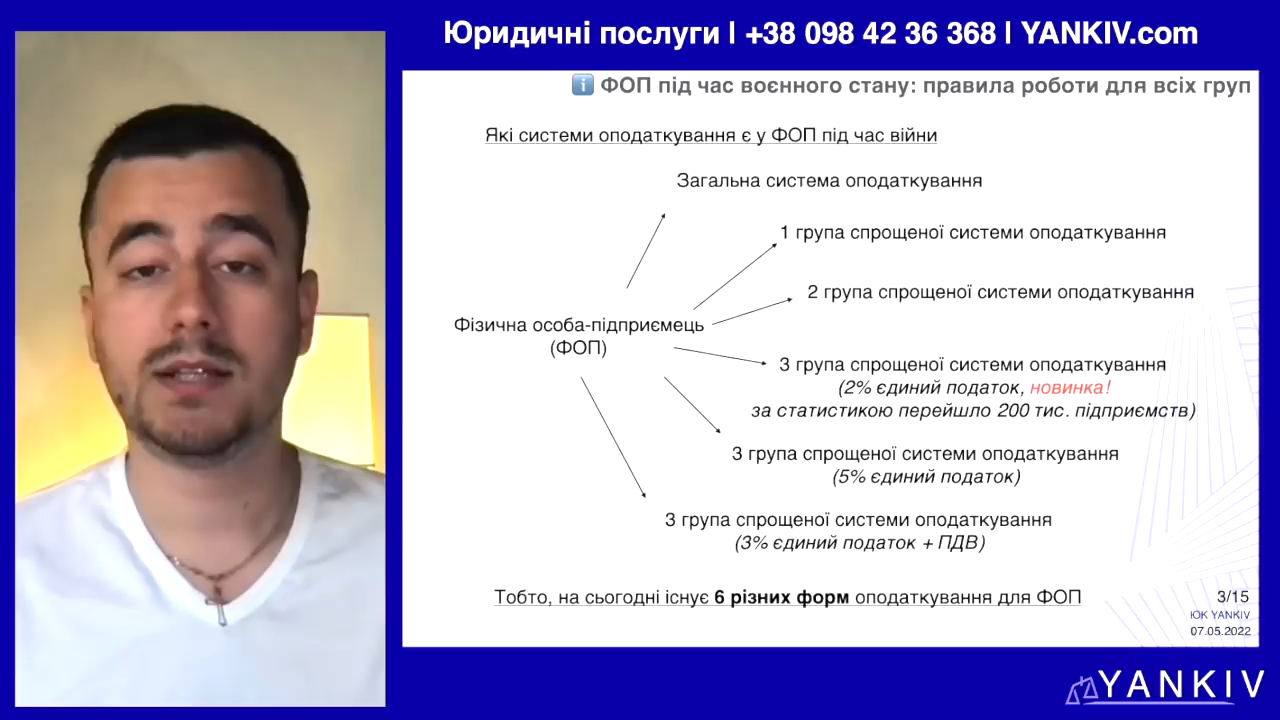 Юридичні послуги | +38 098 42 36 368 | YANKIV.com
ФОП під час воєнного стану: правила роботи для всіх груп
Які системи оподаткування є у ФОП під час війни
Загальна система оподаткування
1 група спрощеної системи оподаткування
2 група спрощеної системи оподаткування
Фізична особа-підприємець
(ФОП)
3 група спрощеної системи оподаткування
(2% єдиний податок, новинка!
за статистикою перейшло 200 тис. підприємств)
3 група спрощеної системи оподаткування
(5% єдиний податок)
3 група спрощеної системи оподаткування
(3% єдиний податок + ПДВ)
Тобто, на сьогодні існує 6 різних форм оподаткування для ФОП
3/15
ЮК YANKIV
07.05.2022
YANKIV